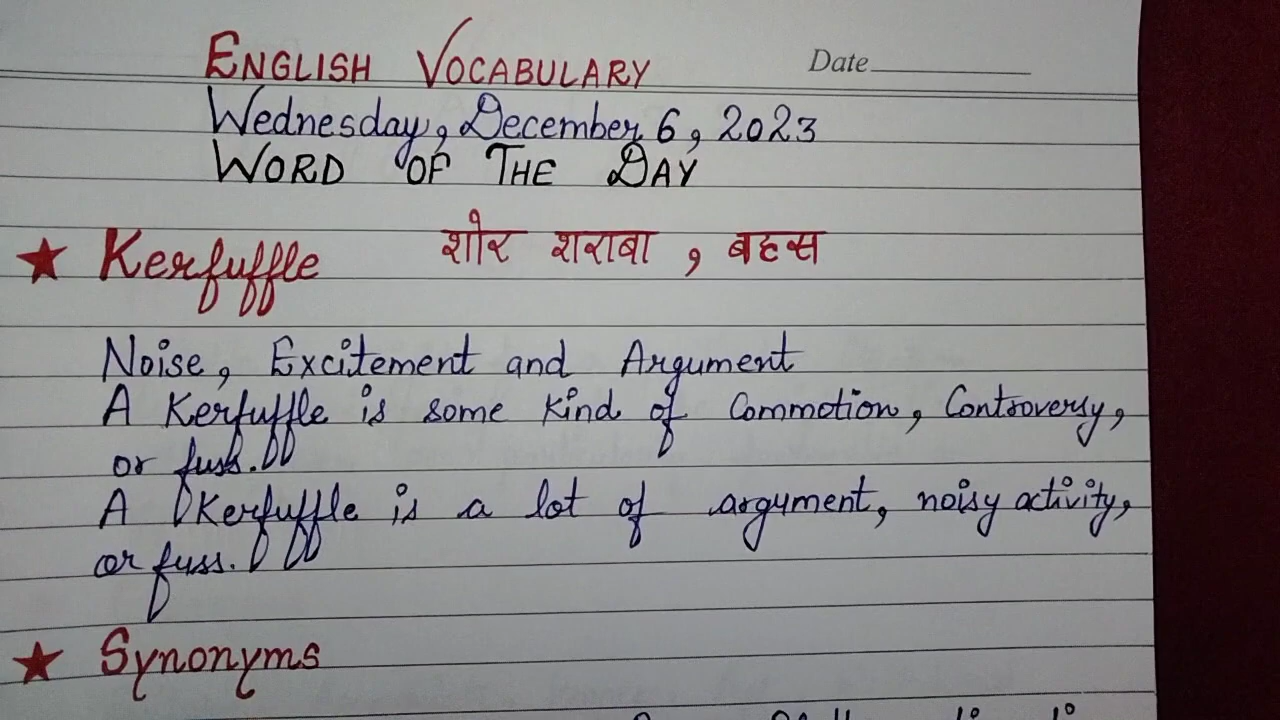 ENGLISH VOCABULARY Date
Wednesday, December 6, 2023
WORD OF THE DAY
★ Kerfuffle शोर शराबा , बहस
Noise, Excitement and Argument
A Kerfuffle is some kind of Commotion, Controversy,
or fuss.
A Kerfuffle is a lot of argument, noisy activity,
or fuss.
★ Synonyms